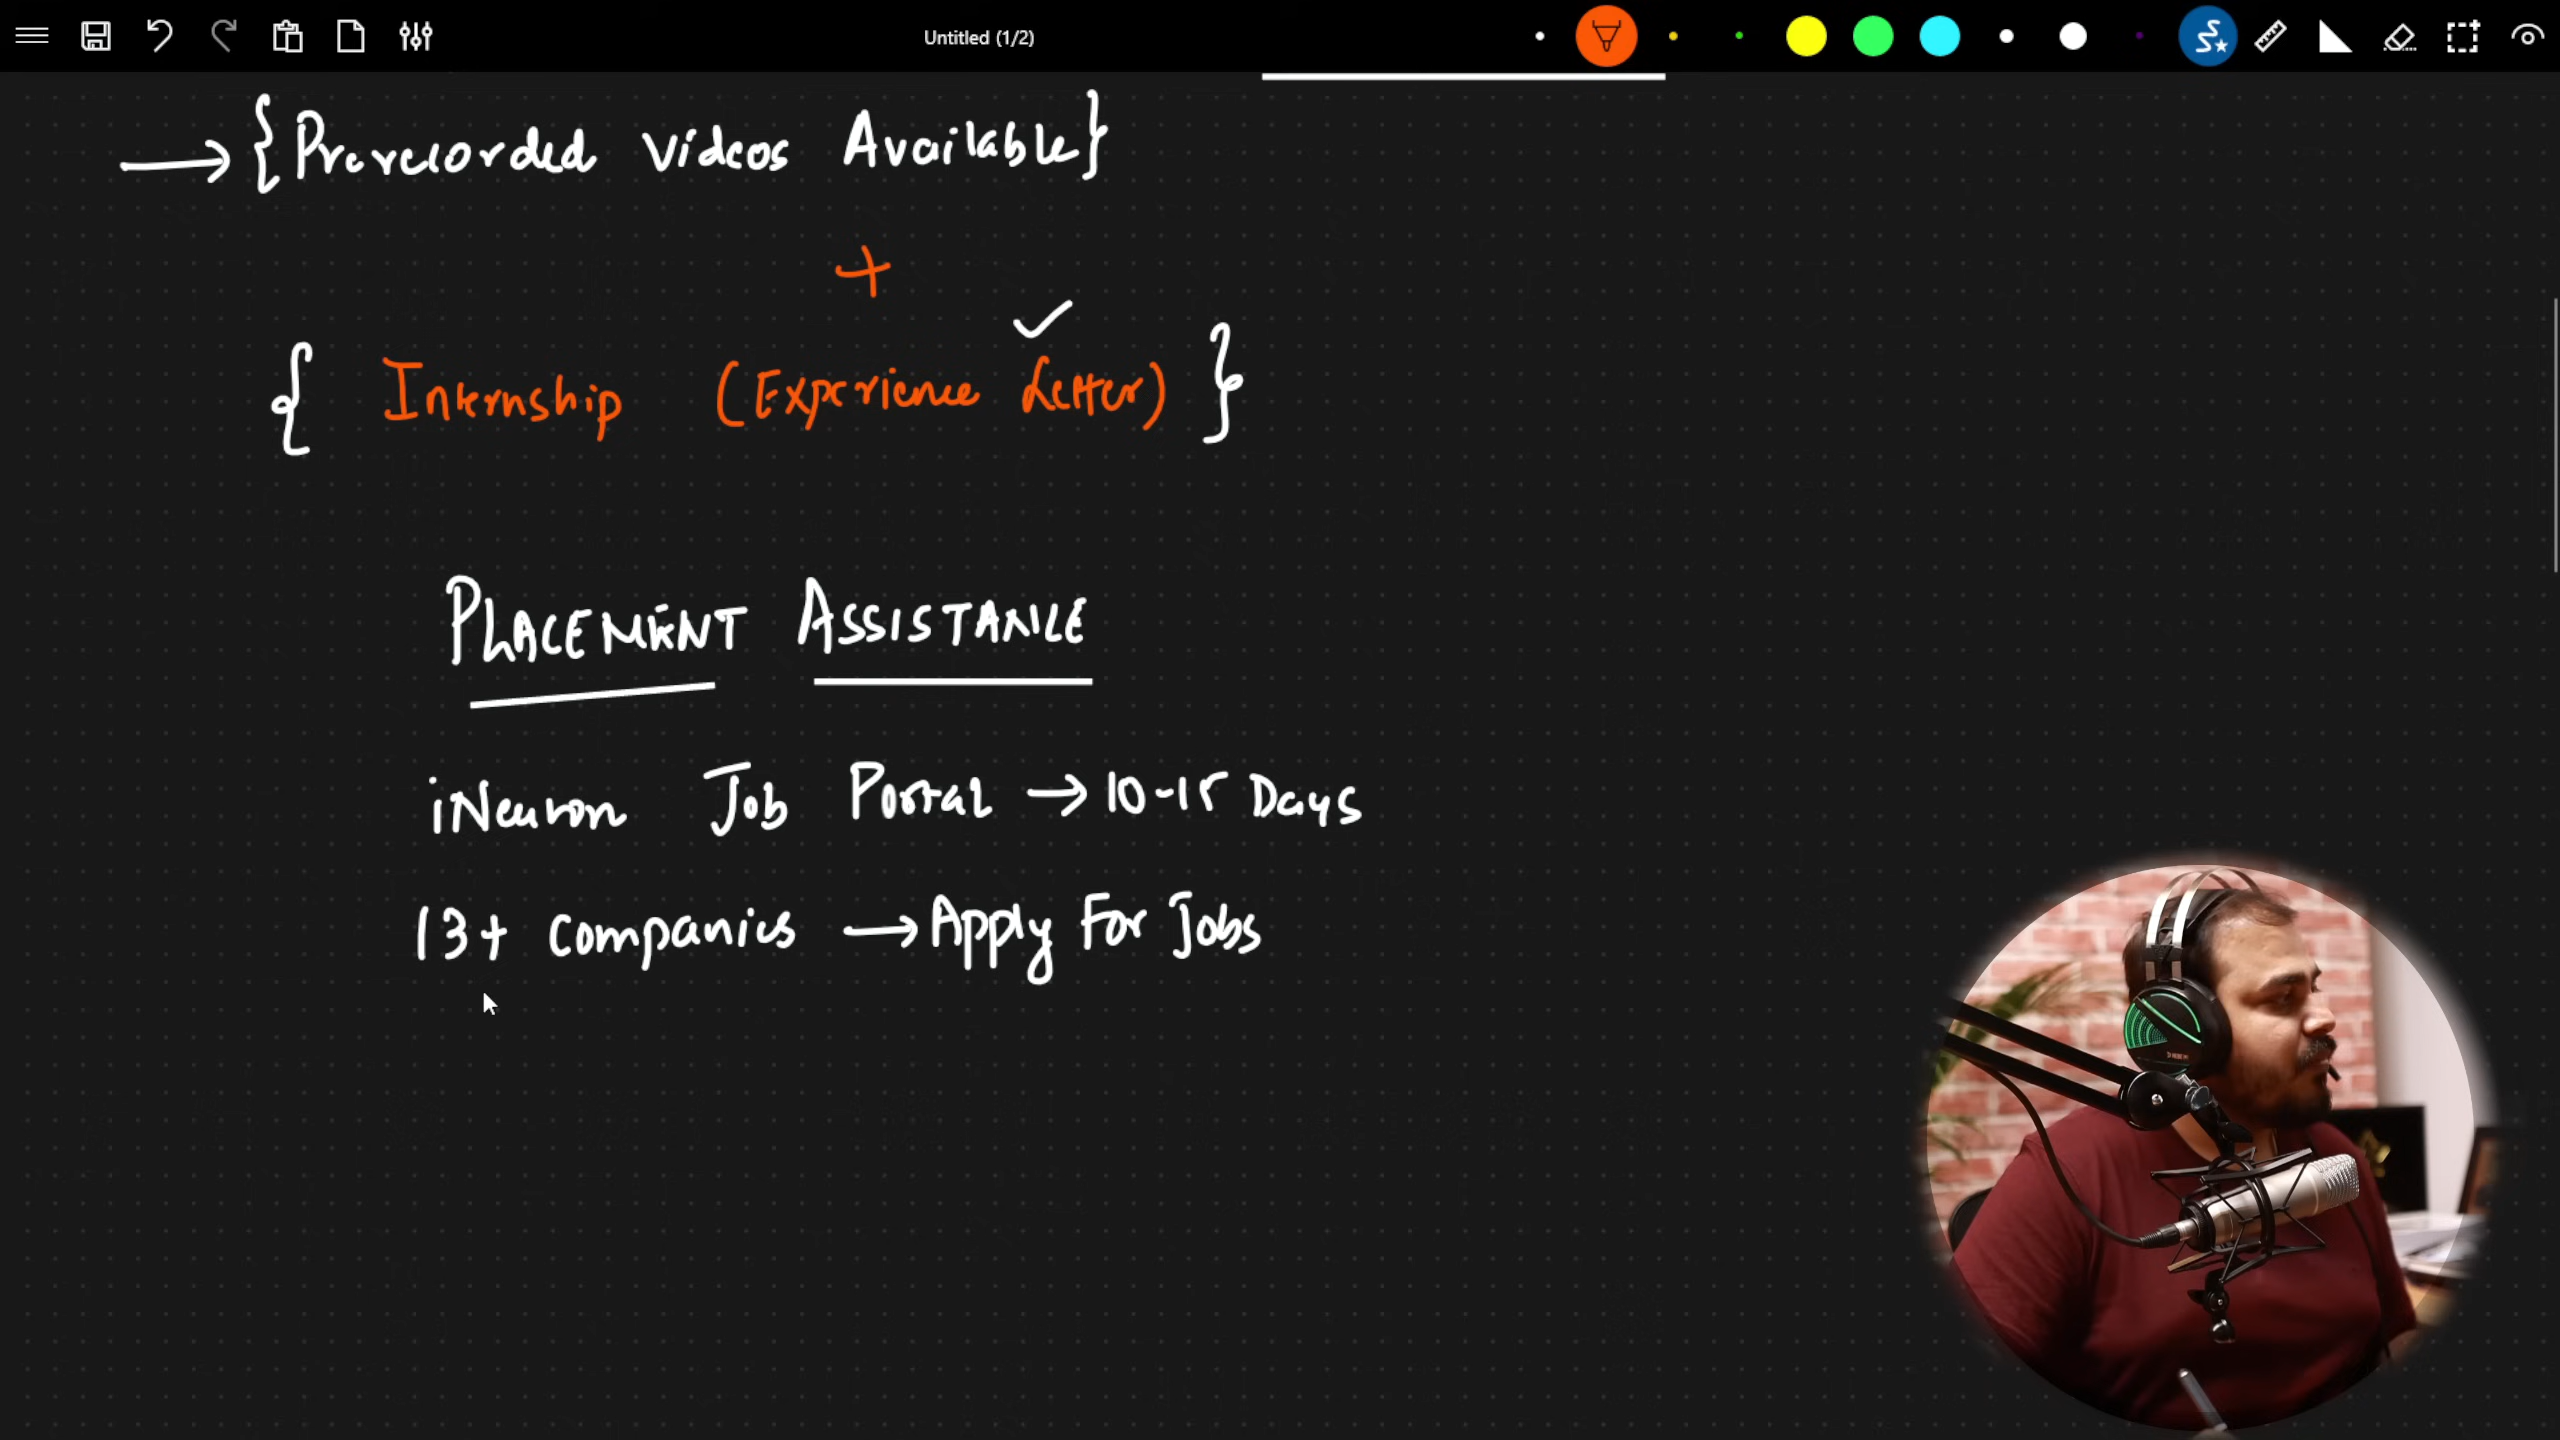 Untitled (1/2)
→ {Prerecorded Videos Available}
+
{ Internship (Experience Letter) }
PLACEMENT ASSISTANCE
iNeuron Job Portal → 10-15 Days
13+ companies → Apply For Jobs